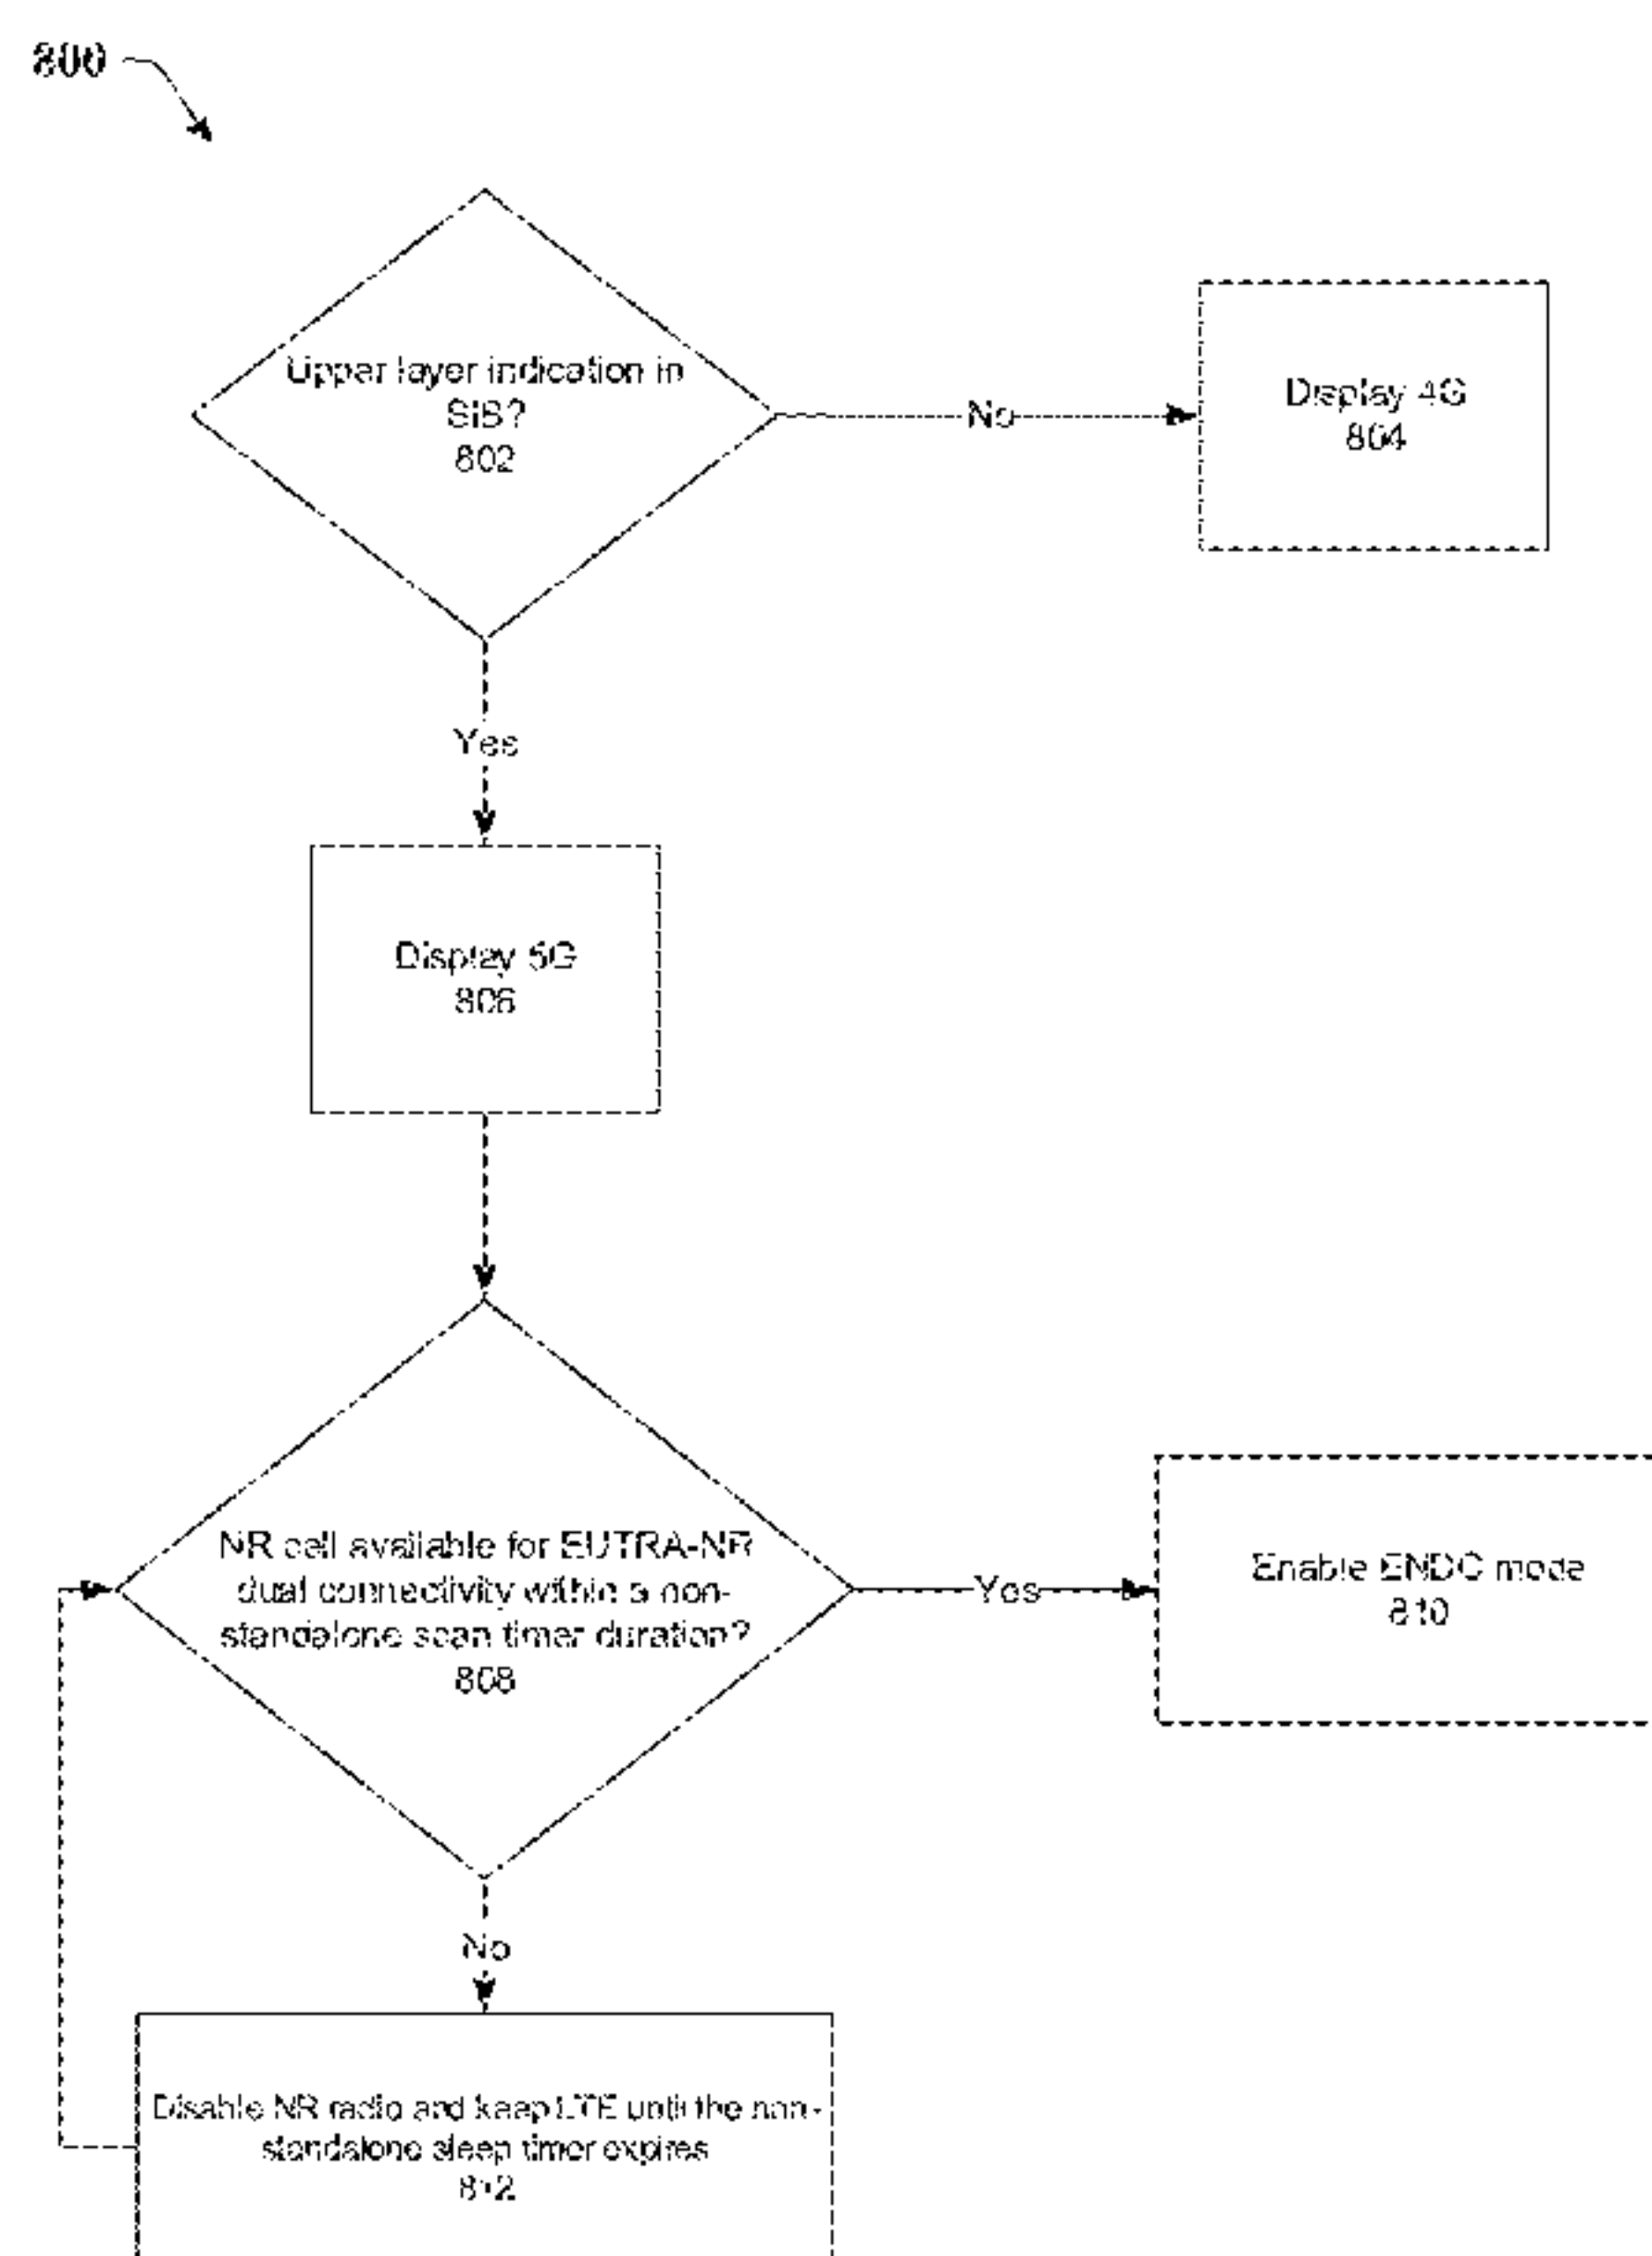 800
Upper layer indication in
SIB?
802
No
Display 4G
804
Yes
Display 5G
806
NR cell available for EUTRA-NR
dual connectivity within a non-
standalone scan timer duration?
808
Yes
Enable ENDC mode
810
No
Disable NR radio and keep LTE until the non-
standalone sleep timer expires
812